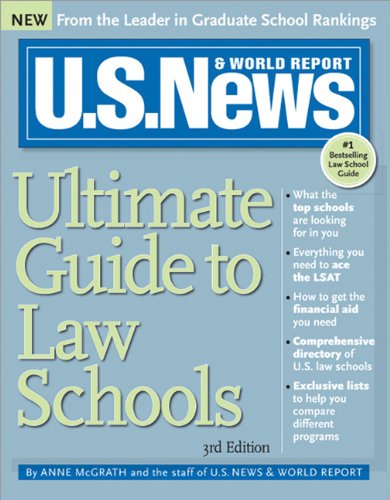 NEW From the Leader in Graduate School Rankings
& WORLD REPORT
U.S.News
#1
Bestselling
Law School
Guide
Ultimate
Guide to
Law
Schools
3rd Edition
• What the
top schools
are looking
for in you
• Everything you
need to ace
the LSAT
• How to get the
financial aid
you need
• Comprehensive
directory of
U.S. law schools
• Exclusive lists
to help you
compare
different
programs
By ANNE McGRATH and the staff of U.S. NEWS & WORLD REPORT